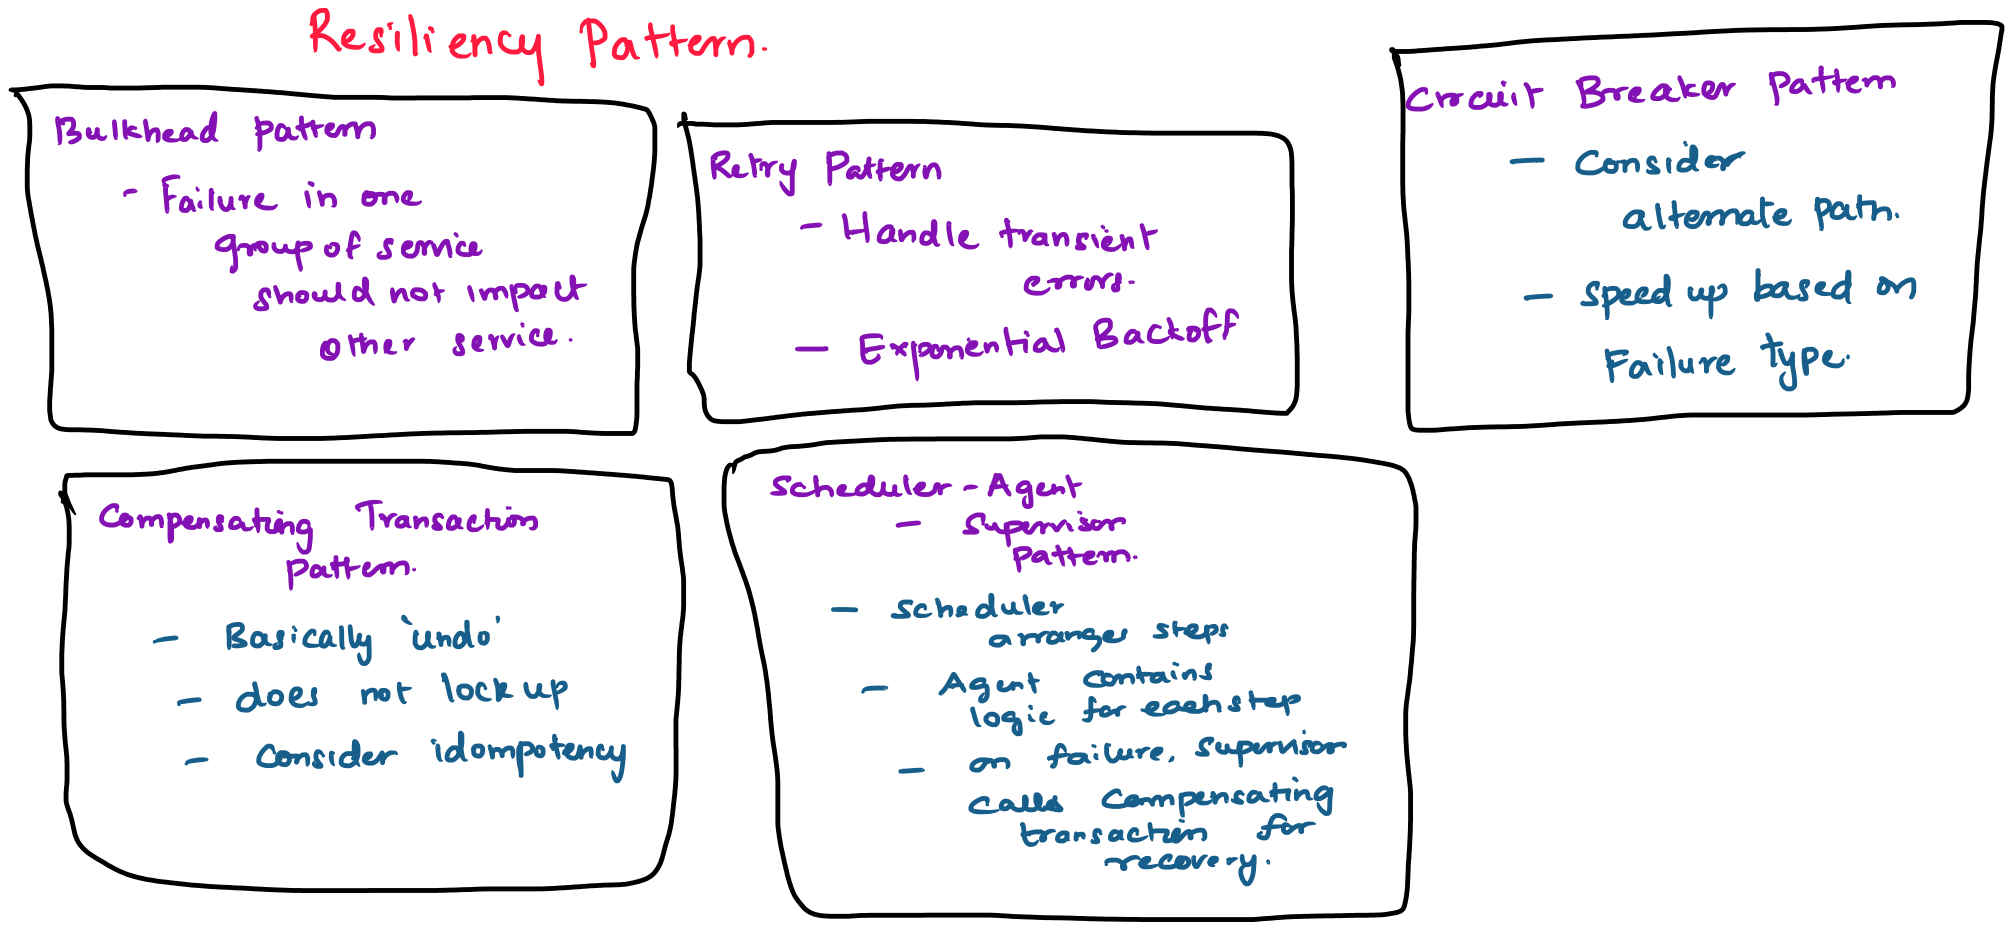 Resiliency Pattern.
Bulkhead pattern
- Failure in one
group of service
should not impact
other service.
Retry Pattern
- Handle transient
errors.
- Exponential Backoff
Circuit Breaker Pattern
- Consider
alternate path.
- speed up based on
Failure type.
Compensating Transaction
pattern.
- Basically 'undo'
- does not lock up
- Consider idompotency
Scheduler - Agent
- Supervisor
pattern.
- scheduler
arranges steps
- Agent contains
logic for each step
- on failure, supervisor
calls compensating
transaction for
recovery.